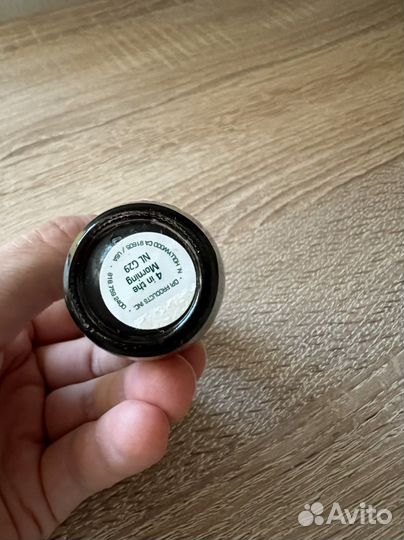 4 in the
Morning
NL G29
OPI PRODUCTS INC.
N. HOLLYWOOD CA 91605 / USA
Avito